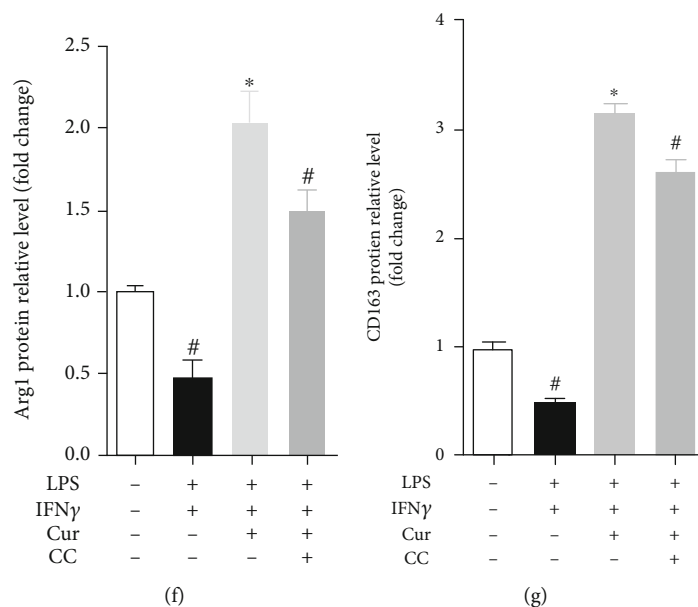 Arg1 protein relative level (fold change)
2.5
2.0
1.5
1.0
0.5
0.0
#
*
#
LPS – + + +
IFNγ – + + +
Cur – – + +
CC – – – +
(f)
CD163 protien relative level
(fold change)
4
3
2
1
0
#
*
#
LPS – + + +
IFNγ – + + +
Cur – – + +
CC – – – +
(g)